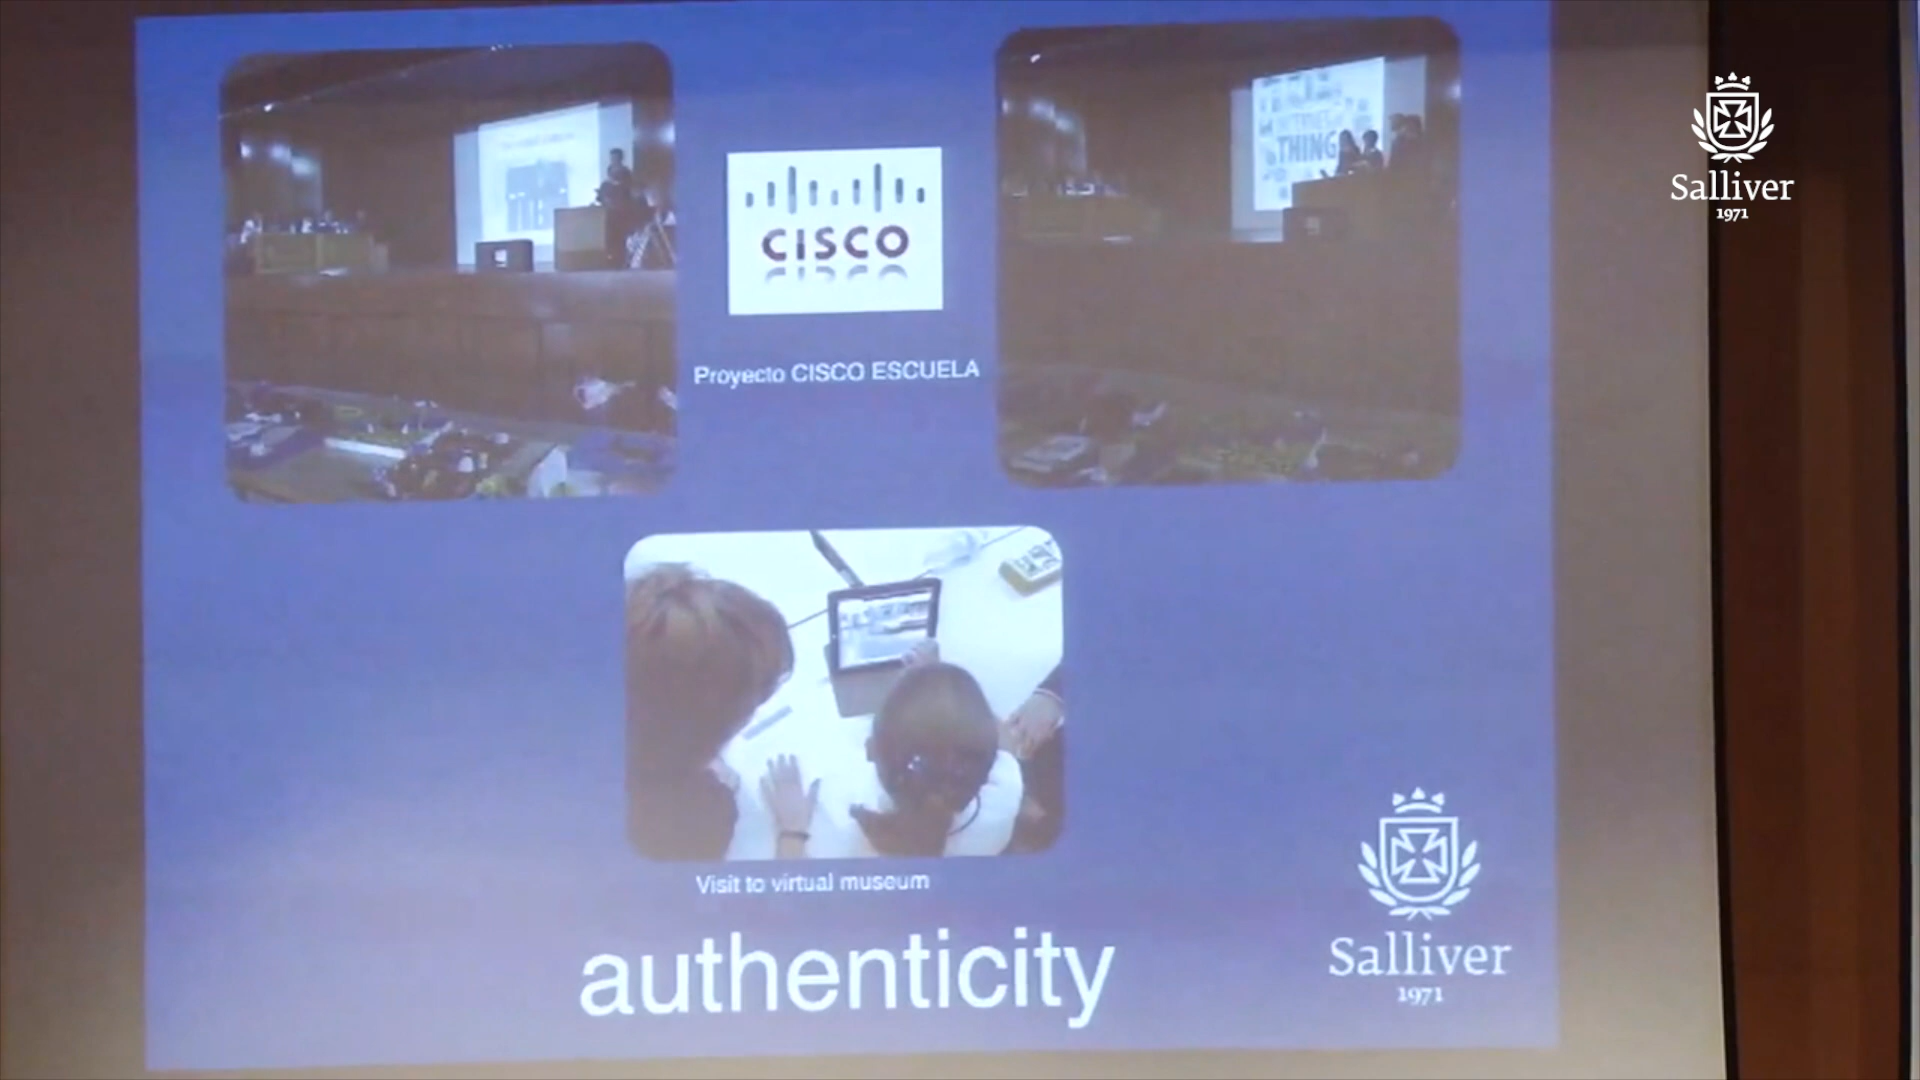 THING
CISCO
Proyecto CISCO ESCUELA
Visit to virtual museum
authenticity
Salliver
1971
Salliver
1971